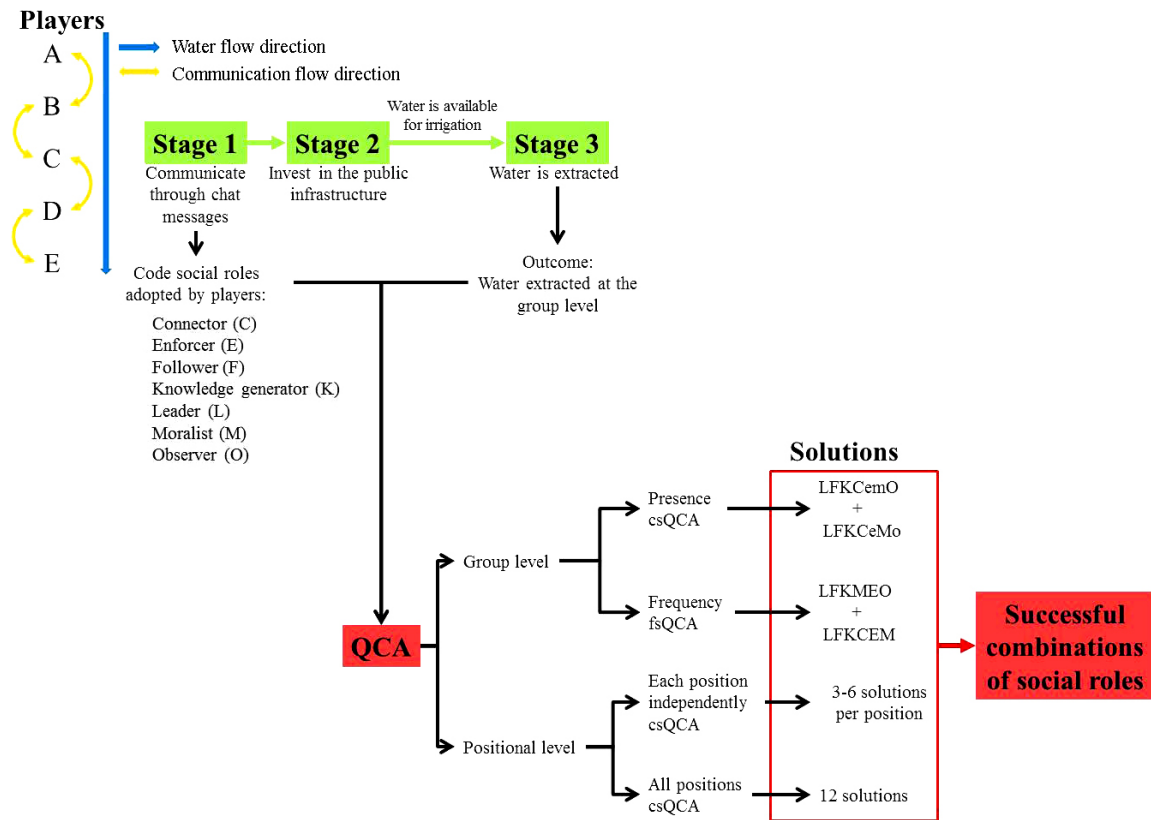 Players
A
B
C
D
E
Water flow direction
Communication flow direction
Stage 1
Communicate
through chat
messages
Stage 2
Invest in the public
infrastructure
Water is available
for irrigation
Stage 3
Water is extracted
Code social roles
adopted by players:
Connector (C)
Enforcer (E)
Follower (F)
Knowledge generator (K)
Leader (L)
Moralist (M)
Observer (O)
Outcome:
Water extracted at the
group level
QCA
Group level
Presence
csQCA
Frequency
fsQCA
Positional level
Each position
independently
csQCA
All positions
csQCA
Solutions
LFKCemO
+
LFKCeMo
LFKMEO
+
LFKCEM
3-6 solutions
per position
12 solutions
Successful
combinations
of social roles